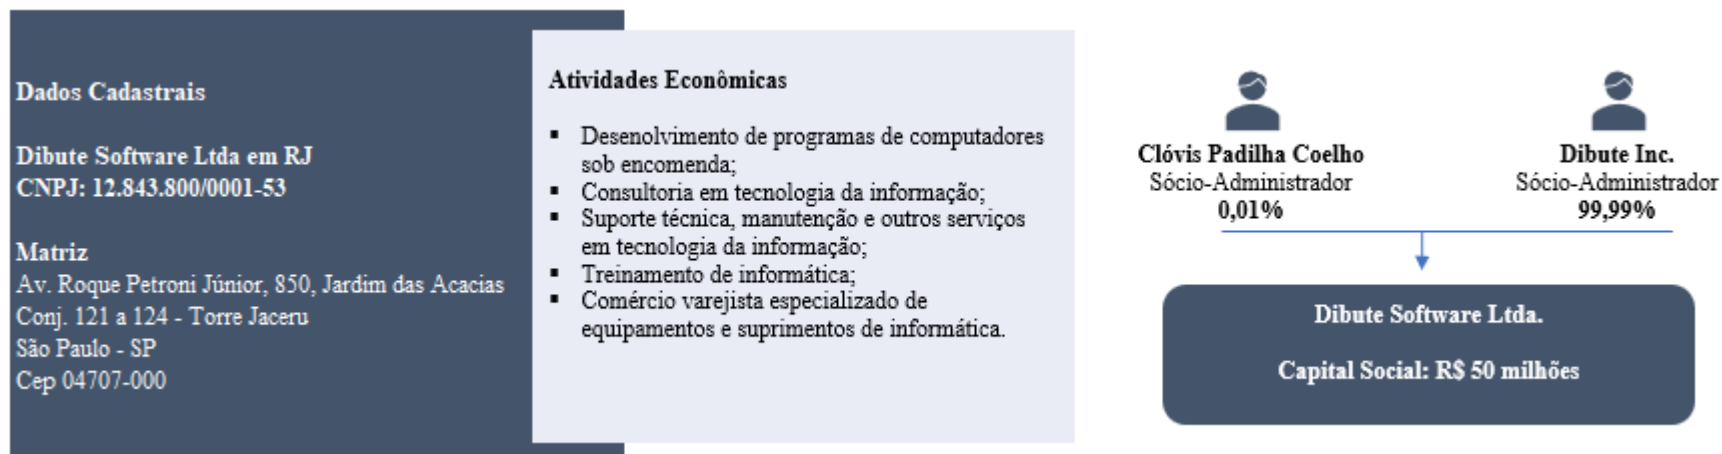 Dados Cadastrais
Dibute Software Ltda em RJ
CNPJ: 12.843.800/0001-53
Matriz
Av. Roque Petroni Júnior, 850, Jardim das Acacias
Conj. 121 a 124 - Torre Jaceru
São Paulo - SP
Cep 04707-000
Atividades Econômicas
▪ Desenolvimento de programas de computadores
sob encomenda;
▪ Consultoria em tecnologia da informação;
▪ Suporte técnica, manutenção e outros serviços
em tecnologia da informação;
▪ Treinamento de informática;
▪ Comércio varejista especializado de
equipamentos e suprimentos de informática.
Clóvis Padilha Coelho
Sócio-Administrador
0,01%
Dibute Inc.
Sócio-Administrador
99,99%
Dibute Software Ltda.
Capital Social: R$ 50 milhões